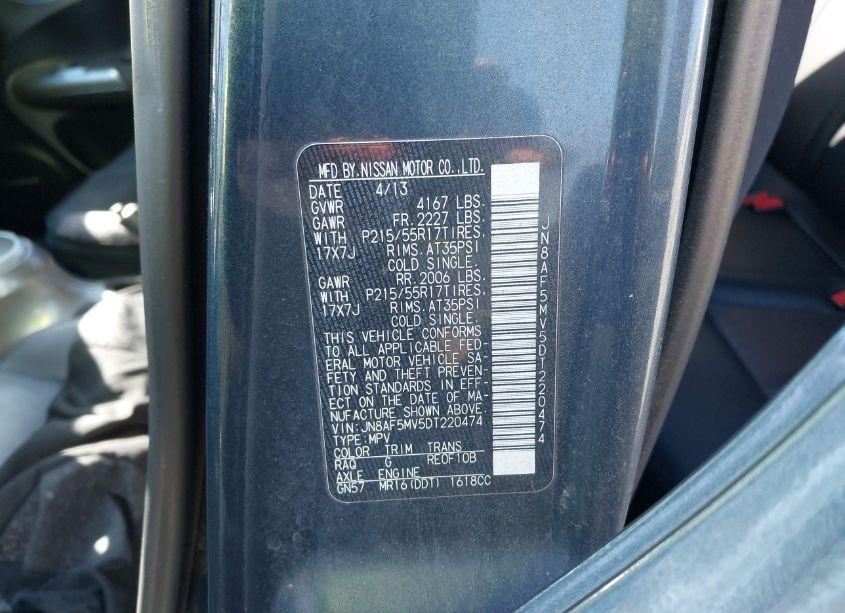 MFD BY.NISSAN MOTOR CO.,LTD.
DATE 4/13
GVWR 4167 LBS.
GAWR FR. 2227 LBS.
WITH P215/55R17TIRES.
17X7J RIMS. AT35PSI
COLD SINGLE.
GAWR RR. 2006 LBS.
WITH P215/55R17TIRES.
17X7J RIMS. AT35PSI
COLD SINGLE.
THIS VEHICLE CONFORMS
TO ALL APPLICABLE FED-
ERAL MOTOR VEHICLE SA-
FETY AND THEFT PREVEN-
TION STANDARDS IN EFF-
ECT ON THE DATE OF MA-
NUFACTURE SHOWN ABOVE.
VIN: JN8AF5MV5DT220474
TYPE: MPV
COLOR TRIM TRANS
RAQ G RE0F10B
AXLE ENGINE
GN57 MR16(DDT) 1618CC
JN8AF5MV5DT220474